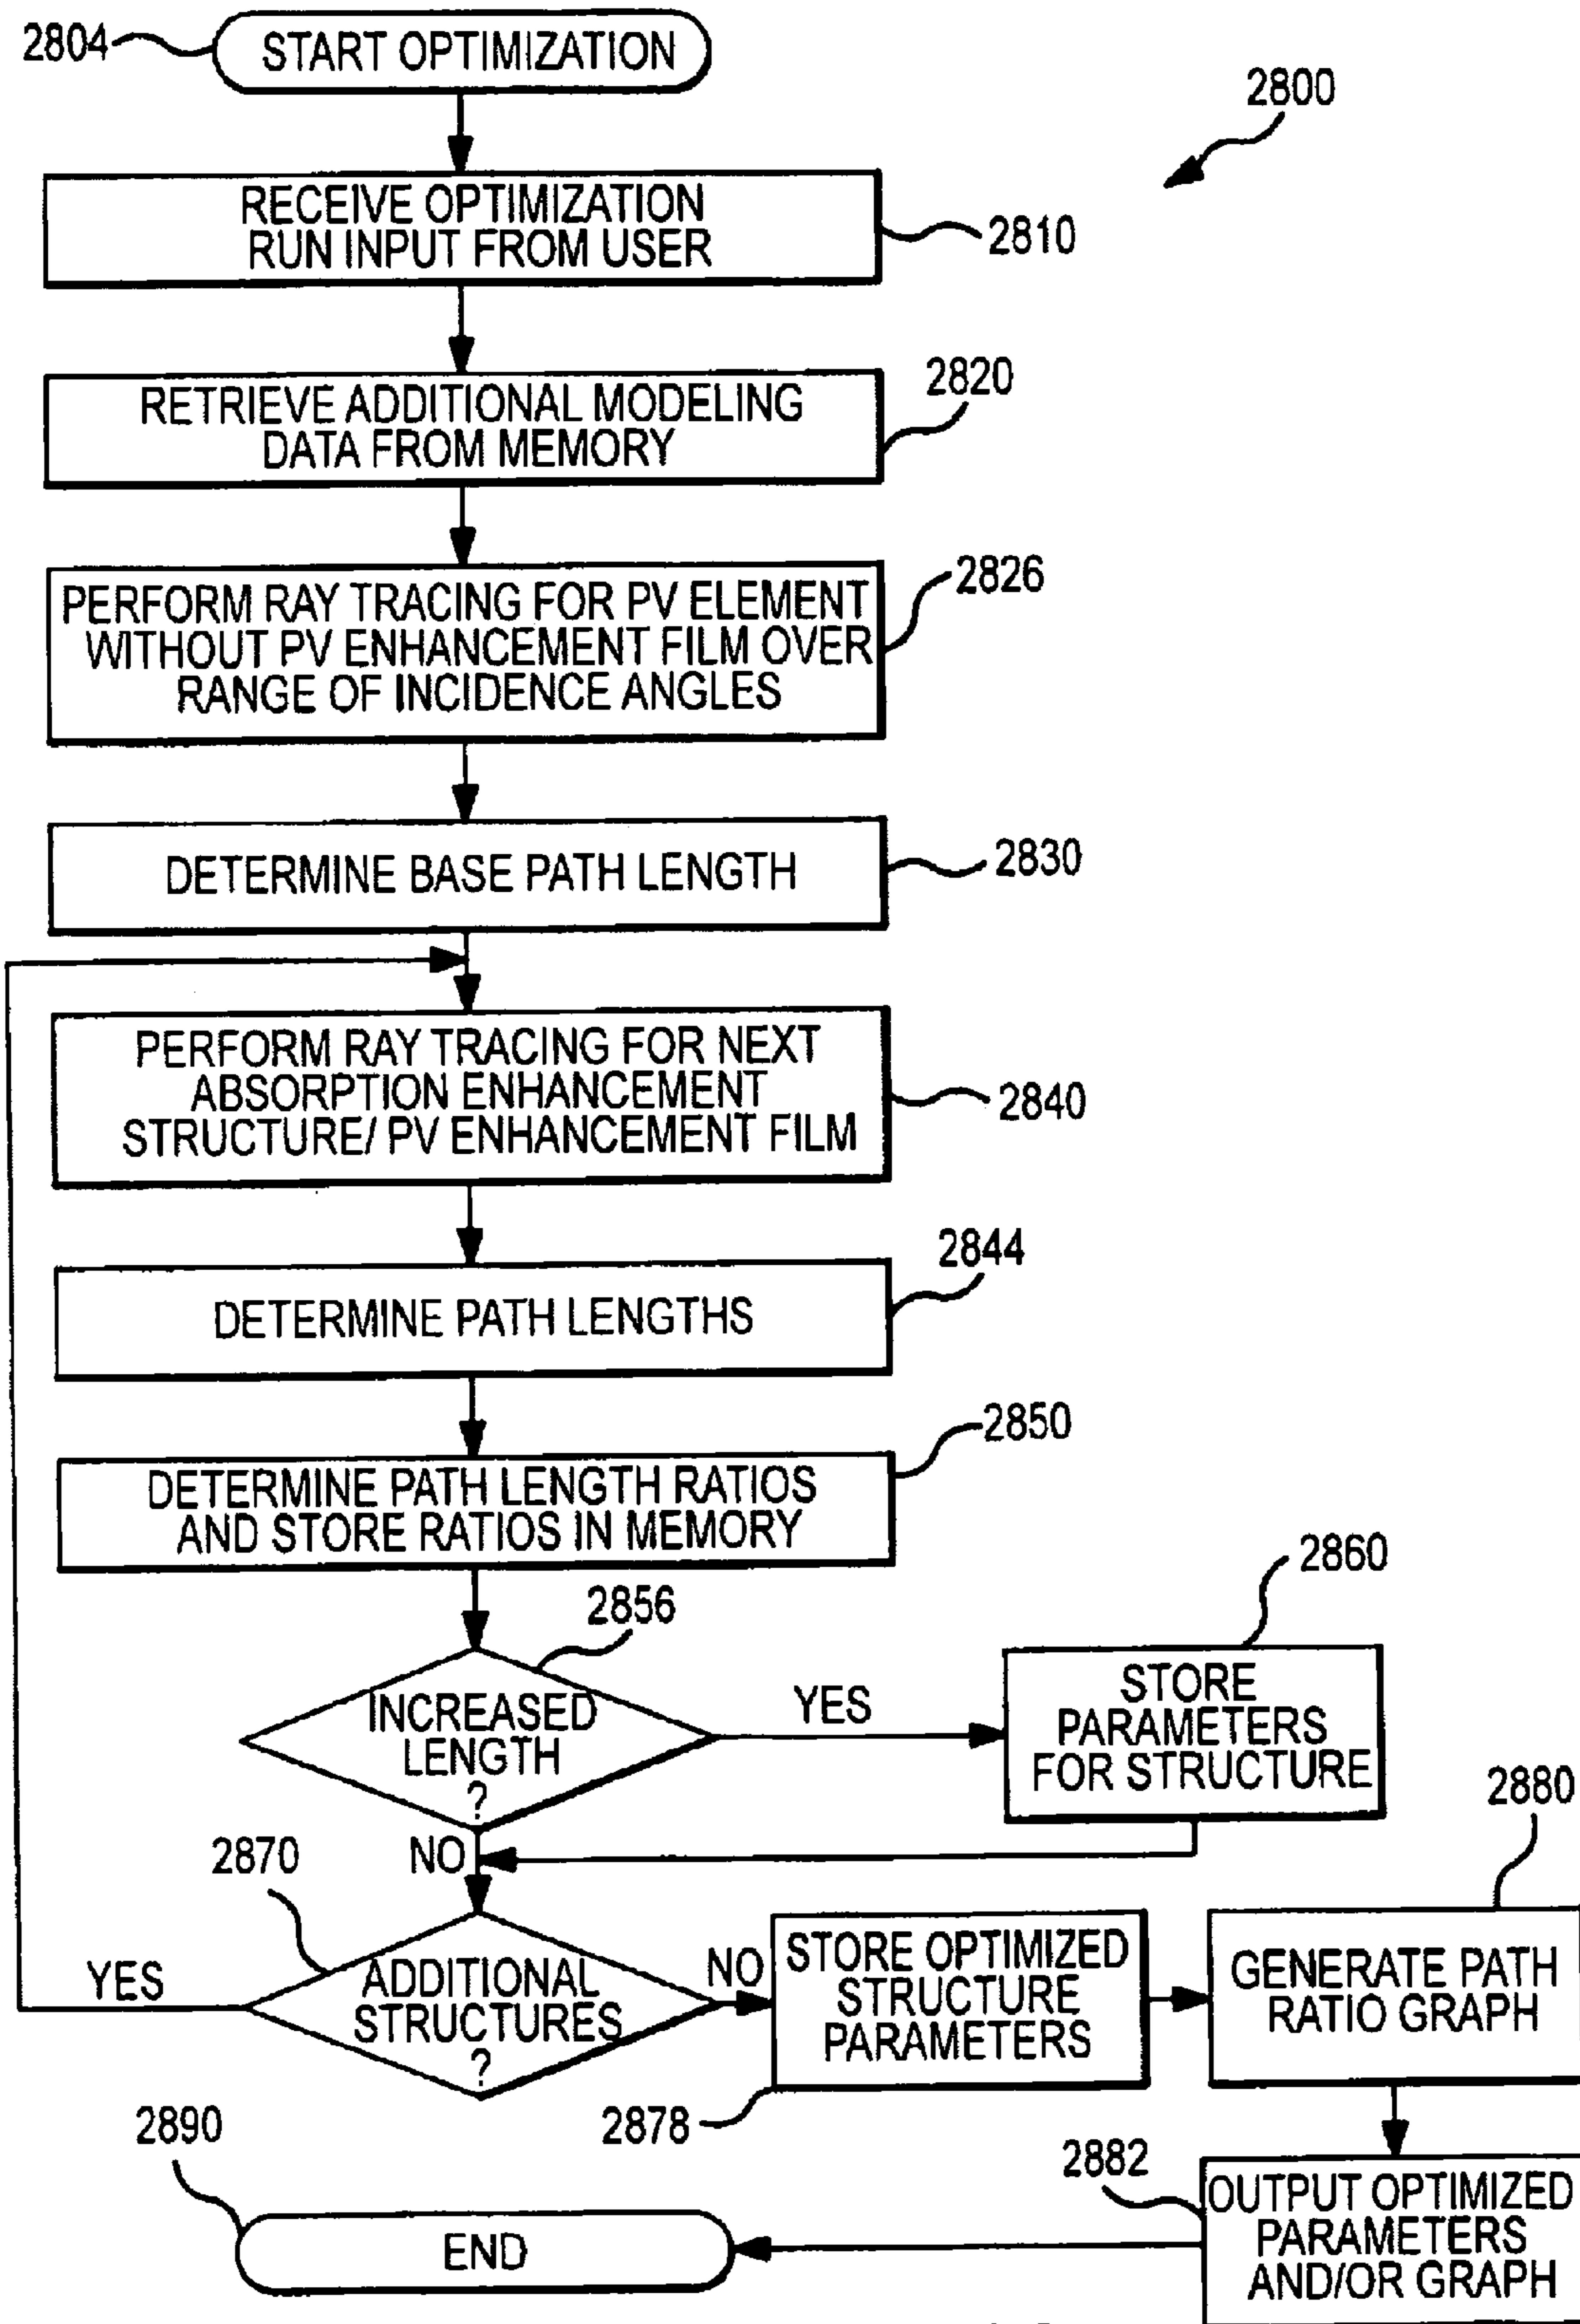 2804
START OPTIMIZATION
2800
RECEIVE OPTIMIZATION
RUN INPUT FROM USER
2810
2820
RETRIEVE ADDITIONAL MODELING
DATA FROM MEMORY
2826
PERFORM RAY TRACING FOR PV ELEMENT
WITHOUT PV ENHANCEMENT FILM OVER
RANGE OF INCIDENCE ANGLES
DETERMINE BASE PATH LENGTH
2830
PERFORM RAY TRACING FOR NEXT
ABSORPTION ENHANCEMENT
STRUCTURE/ PV ENHANCEMENT FILM
2840
2844
DETERMINE PATH LENGTHS
2850
DETERMINE PATH LENGTH RATIOS
AND STORE RATIOS IN MEMORY
2856
2860
INCREASED
LENGTH
?
YES
STORE
PARAMETERS
FOR STRUCTURE
2880
2870
NO
YES
ADDITIONAL
STRUCTURES
?
NO
STORE OPTIMIZED
STRUCTURE
PARAMETERS
GENERATE PATH
RATIO GRAPH
2878
2890
2882
OUTPUT OPTIMIZED
PARAMETERS
AND/OR GRAPH
END